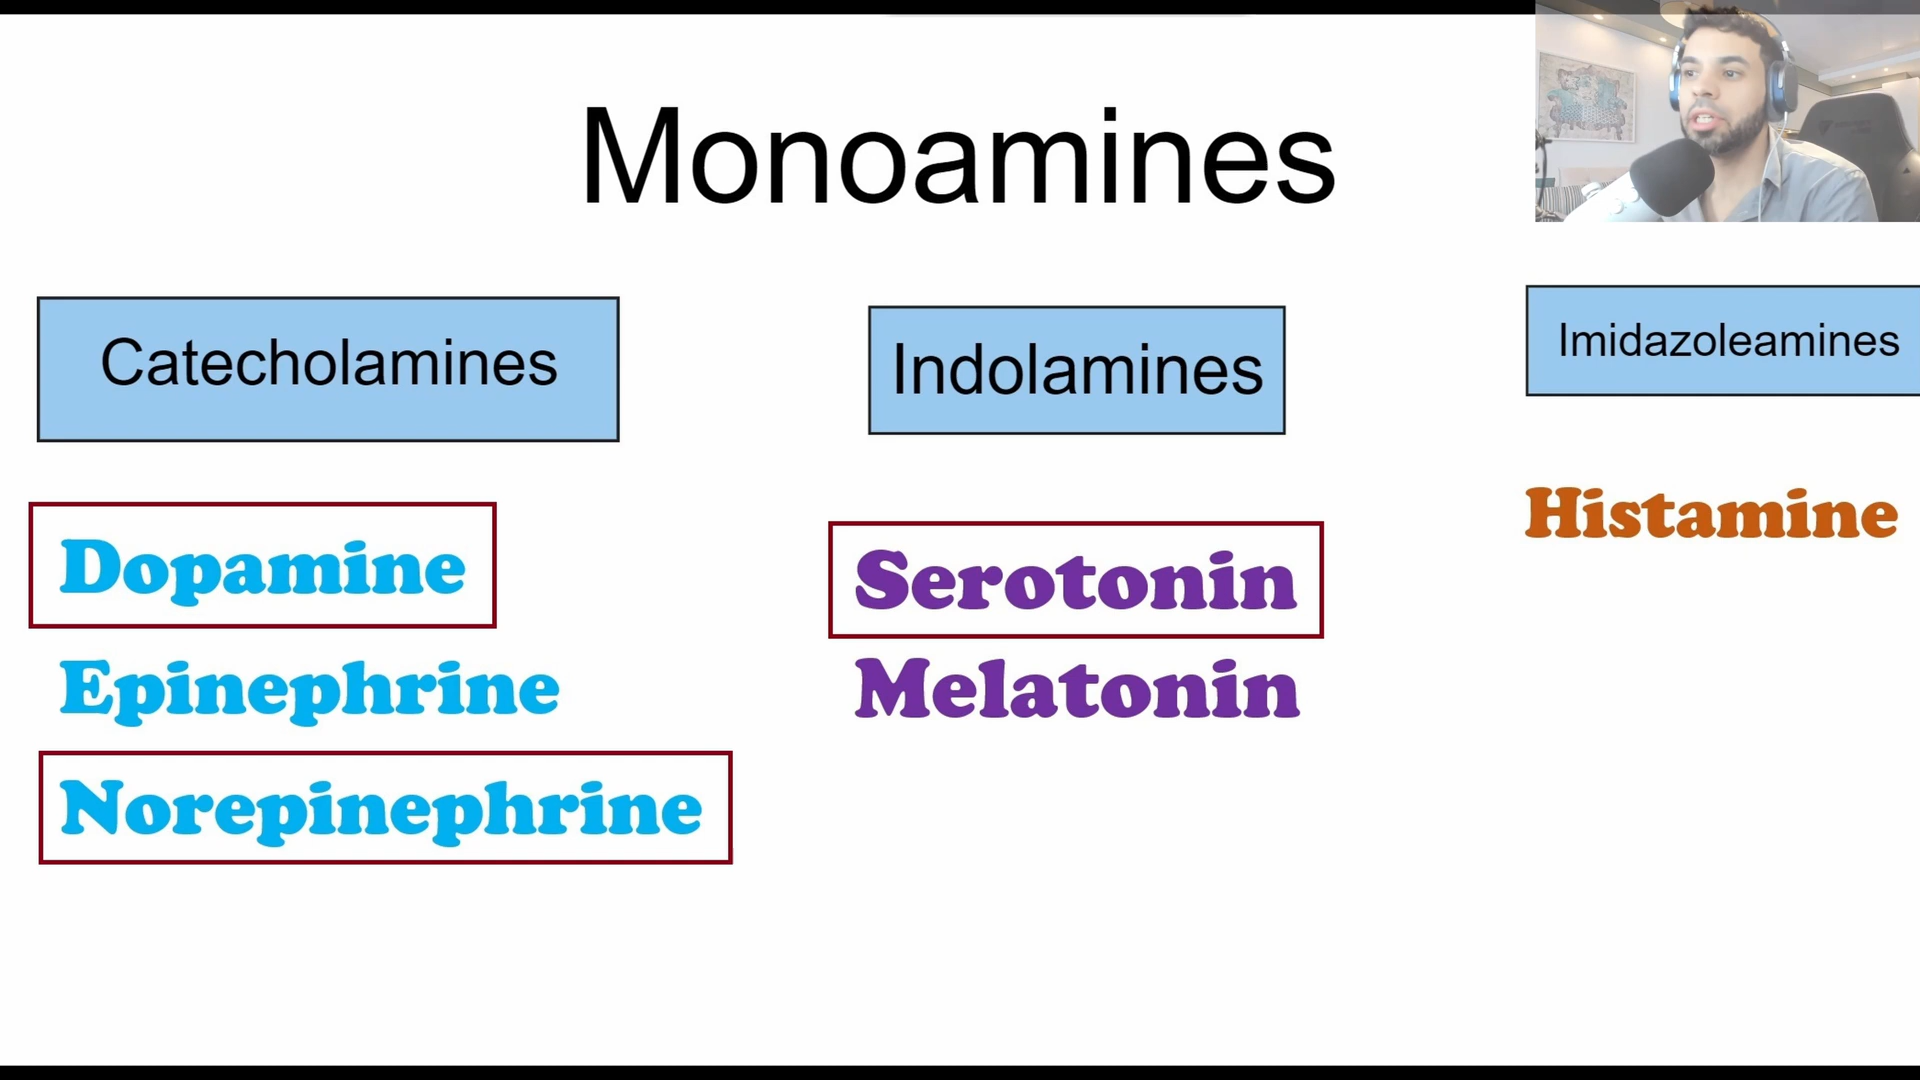 Monoamines
Catecholamines
Indolamines
Imidazoleamines
Dopamine
Epinephrine
Norepinephrine
Serotonin
Melatonin
Histamine